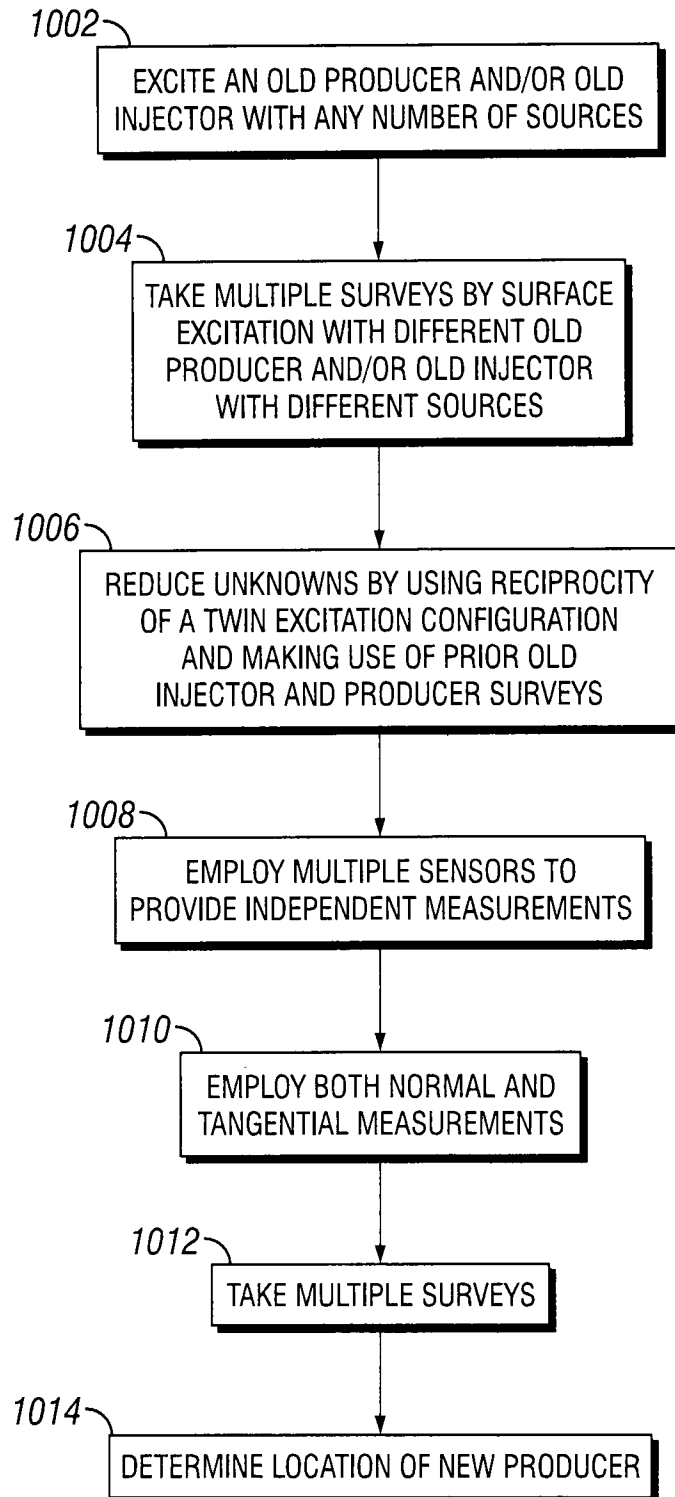 1002
EXCITE AN OLD PRODUCER AND/OR OLD
INJECTOR WITH ANY NUMBER OF SOURCES
1004
TAKE MULTIPLE SURVEYS BY SURFACE
EXCITATION WITH DIFFERENT OLD
PRODUCER AND/OR OLD INJECTOR
WITH DIFFERENT SOURCES
1006
REDUCE UNKNOWNS BY USING RECIPROCITY
OF A TWIN EXCITATION CONFIGURATION
AND MAKING USE OF PRIOR OLD
INJECTOR AND PRODUCER SURVEYS
1008
EMPLOY MULTIPLE SENSORS TO
PROVIDE INDEPENDENT MEASUREMENTS
1010
EMPLOY BOTH NORMAL AND
TANGENTIAL MEASUREMENTS
1012
TAKE MULTIPLE SURVEYS
1014
DETERMINE LOCATION OF NEW PRODUCER